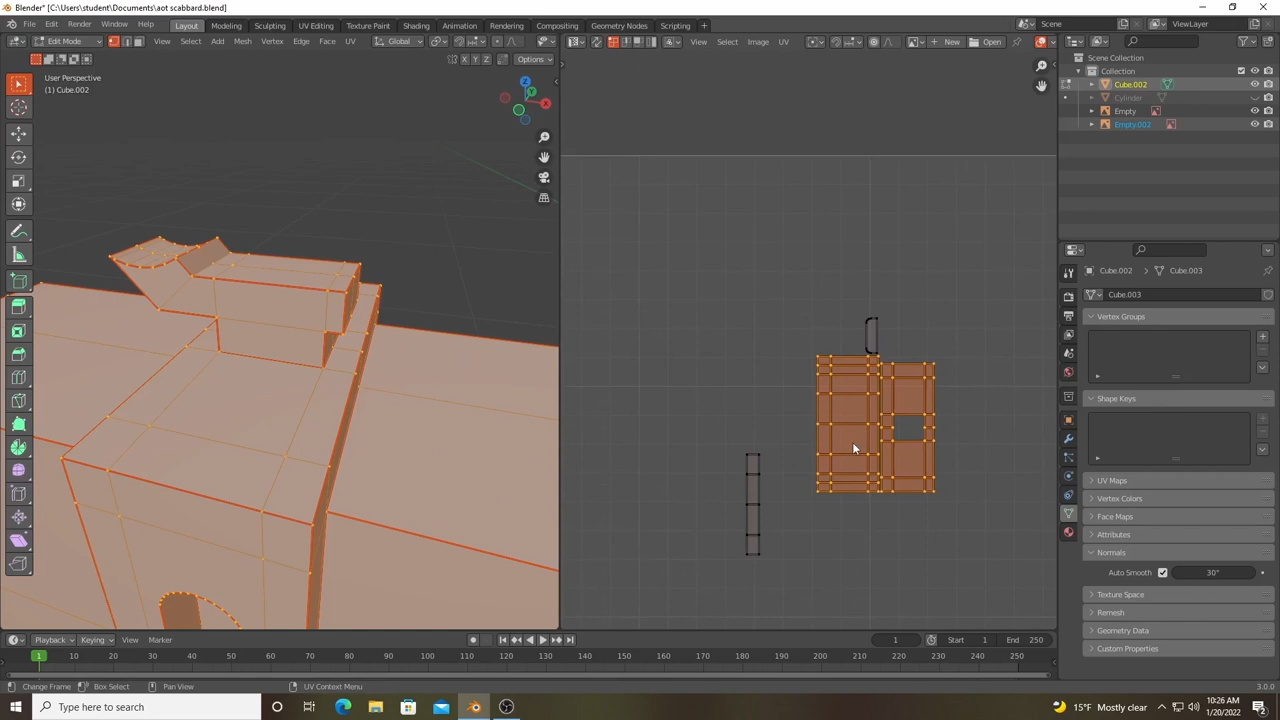 Blender* [C:\Users\student\Documents\aot scabbard.blend]
File Edit Render Window Help Layout Modeling Sculpting UV Editing Texture Paint Shading Animation Rendering Compositing Geometry Nodes Scripting + Scene ViewLayer
Edit Mode View Select Add Mesh Vertex Edge Face UV Global View Select Image UV New Open
X Y Z Options
Scene Collection
User Perspective
(1) Cube.002
Collection
Cube.002
Cylinder
Empty
Empty.002
Z
Y
X
Cube.002 > Cube.003
Cube.003
Vertex Groups
Shape Keys
UV Maps
Vertex Colors
Face Maps
Attributes
Normals
Auto Smooth 30°
Texture Space
Remesh
Geometry Data
Custom Properties
Playback Keying View Marker 1 Start 1 End 250
1 10 20 30 40 50 60 70 80 90 100 110 120 130 140 150 160 170 180 190 200 210 220 230 240 250
Change Frame Box Select Pan View UV Context Menu 3.0.0
Type here to search 15°F Mostly clear 10:26 AM
1/20/2022
2